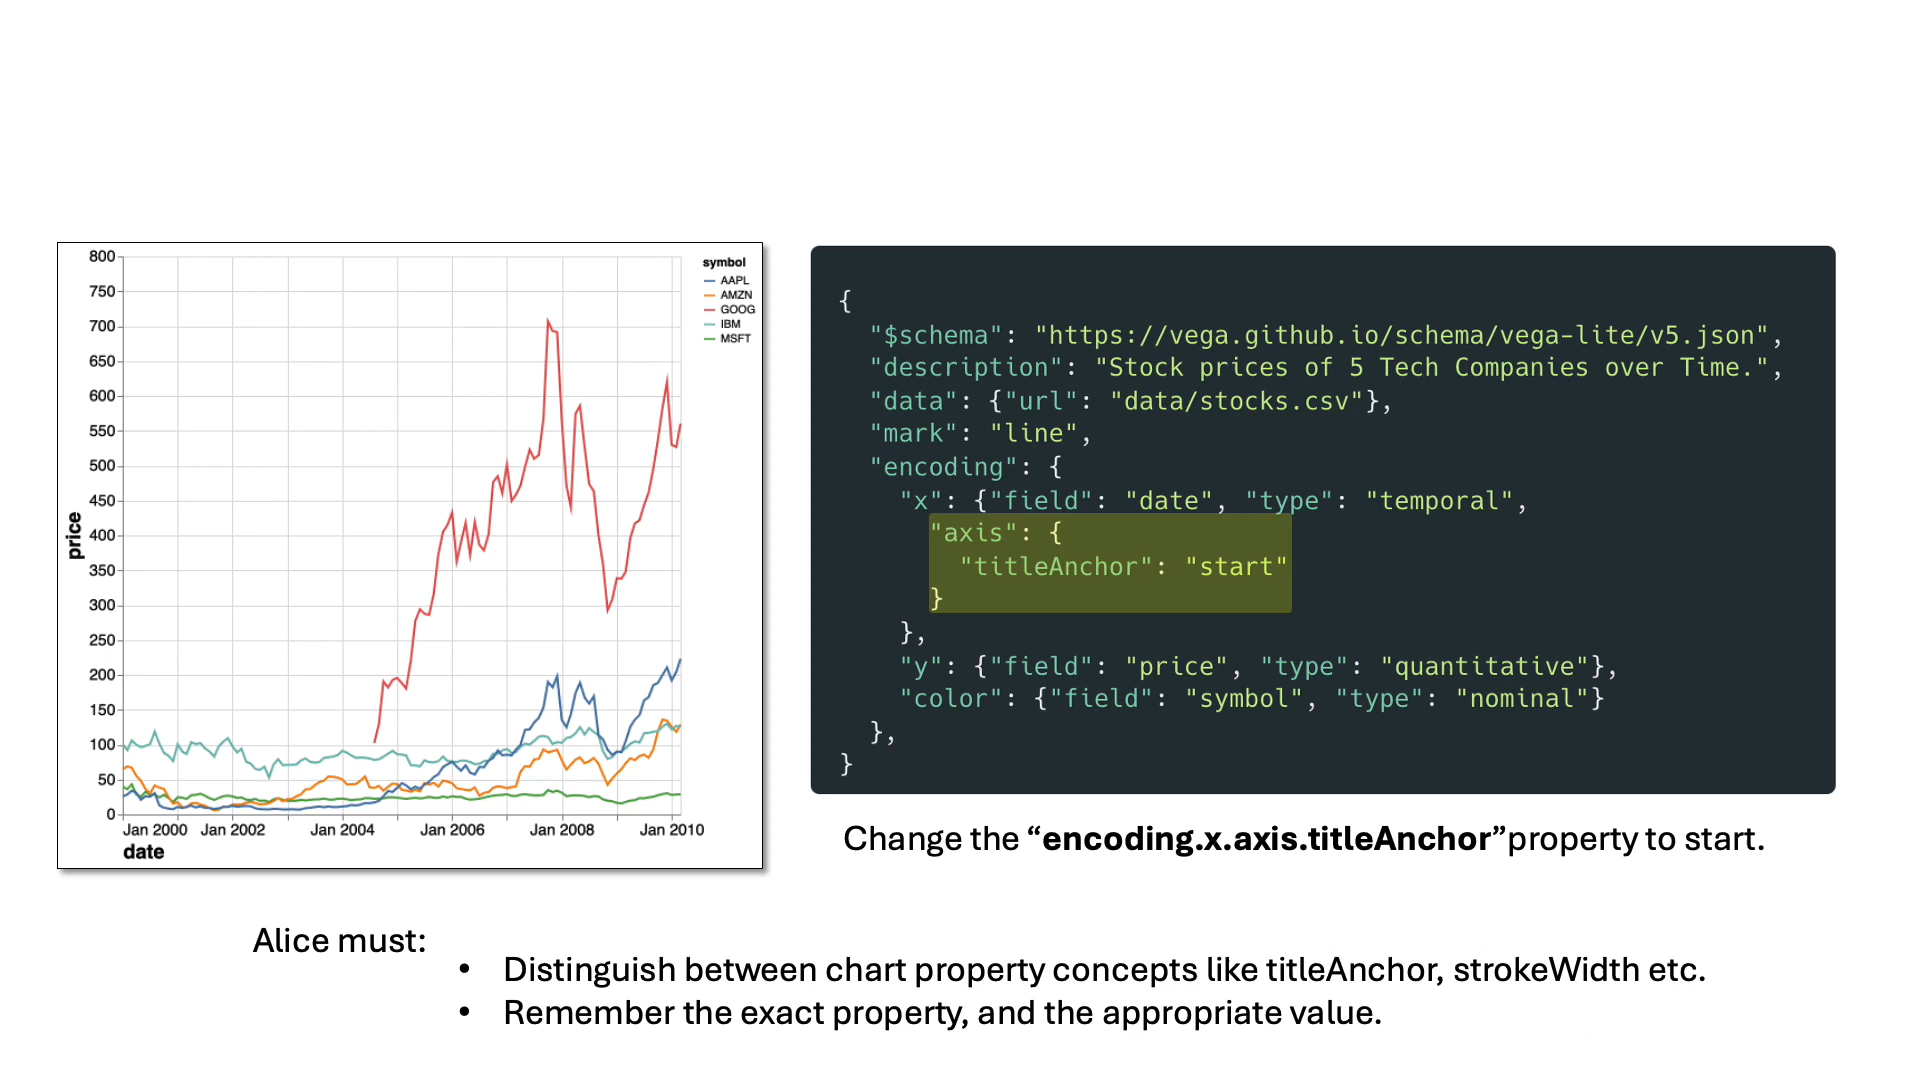 800
750
700
650
600
550
500
450
400
350
300
250
200
150
100
50
0
price
Jan 2000 Jan 2002 Jan 2004 Jan 2006 Jan 2008 Jan 2010
date
symbol
AAPL
AMZN
GOOG
IBM
MSFT
{
"$schema": "https://vega.github.io/schema/vega-lite/v5.json",
"description": "Stock prices of 5 Tech Companies over Time.",
"data": {"url": "data/stocks.csv"},
"mark": "line",
"encoding": {
"x": {"field": "date", "type": "temporal",
"axis": {
"titleAnchor": "start"
}
},
"y": {"field": "price", "type": "quantitative"},
"color": {"field": "symbol", "type": "nominal"}
},
}
Change the “encoding.x.axis.titleAnchor”property to start.
Alice must:
• Distinguish between chart property concepts like titleAnchor, strokeWidth etc.
• Remember the exact property, and the appropriate value.